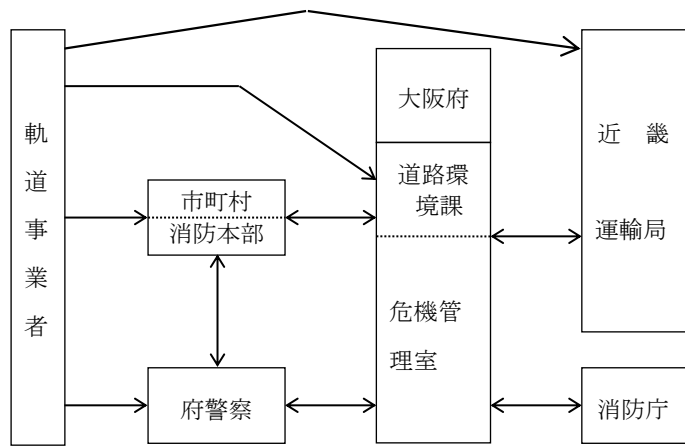 軌
道
事
業
者
市町村
消防本部
府警察
大阪府
道路環
境課
危機管
理室
近　畿
運輸局
消防庁